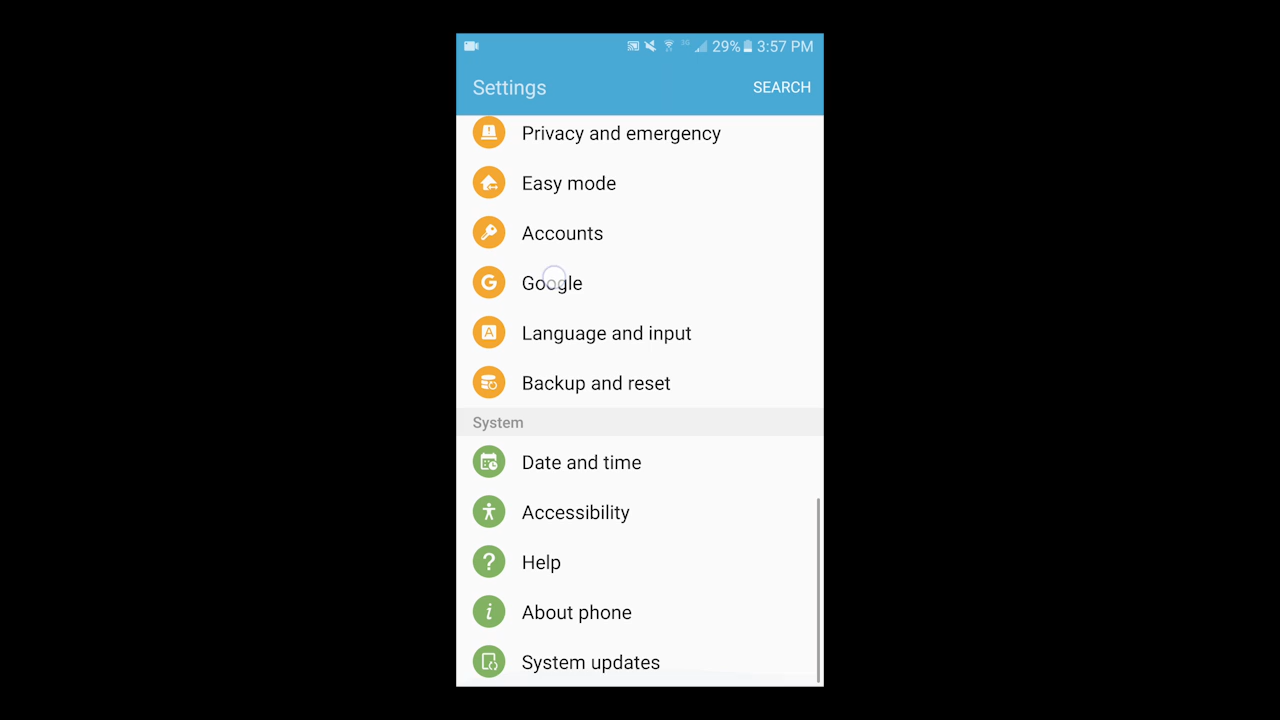 3G 29% 3:57 PM
Settings SEARCH
Privacy and emergency
Easy mode
Accounts
Google
Language and input
Backup and reset
System
Date and time
Accessibility
Help
About phone
System updates